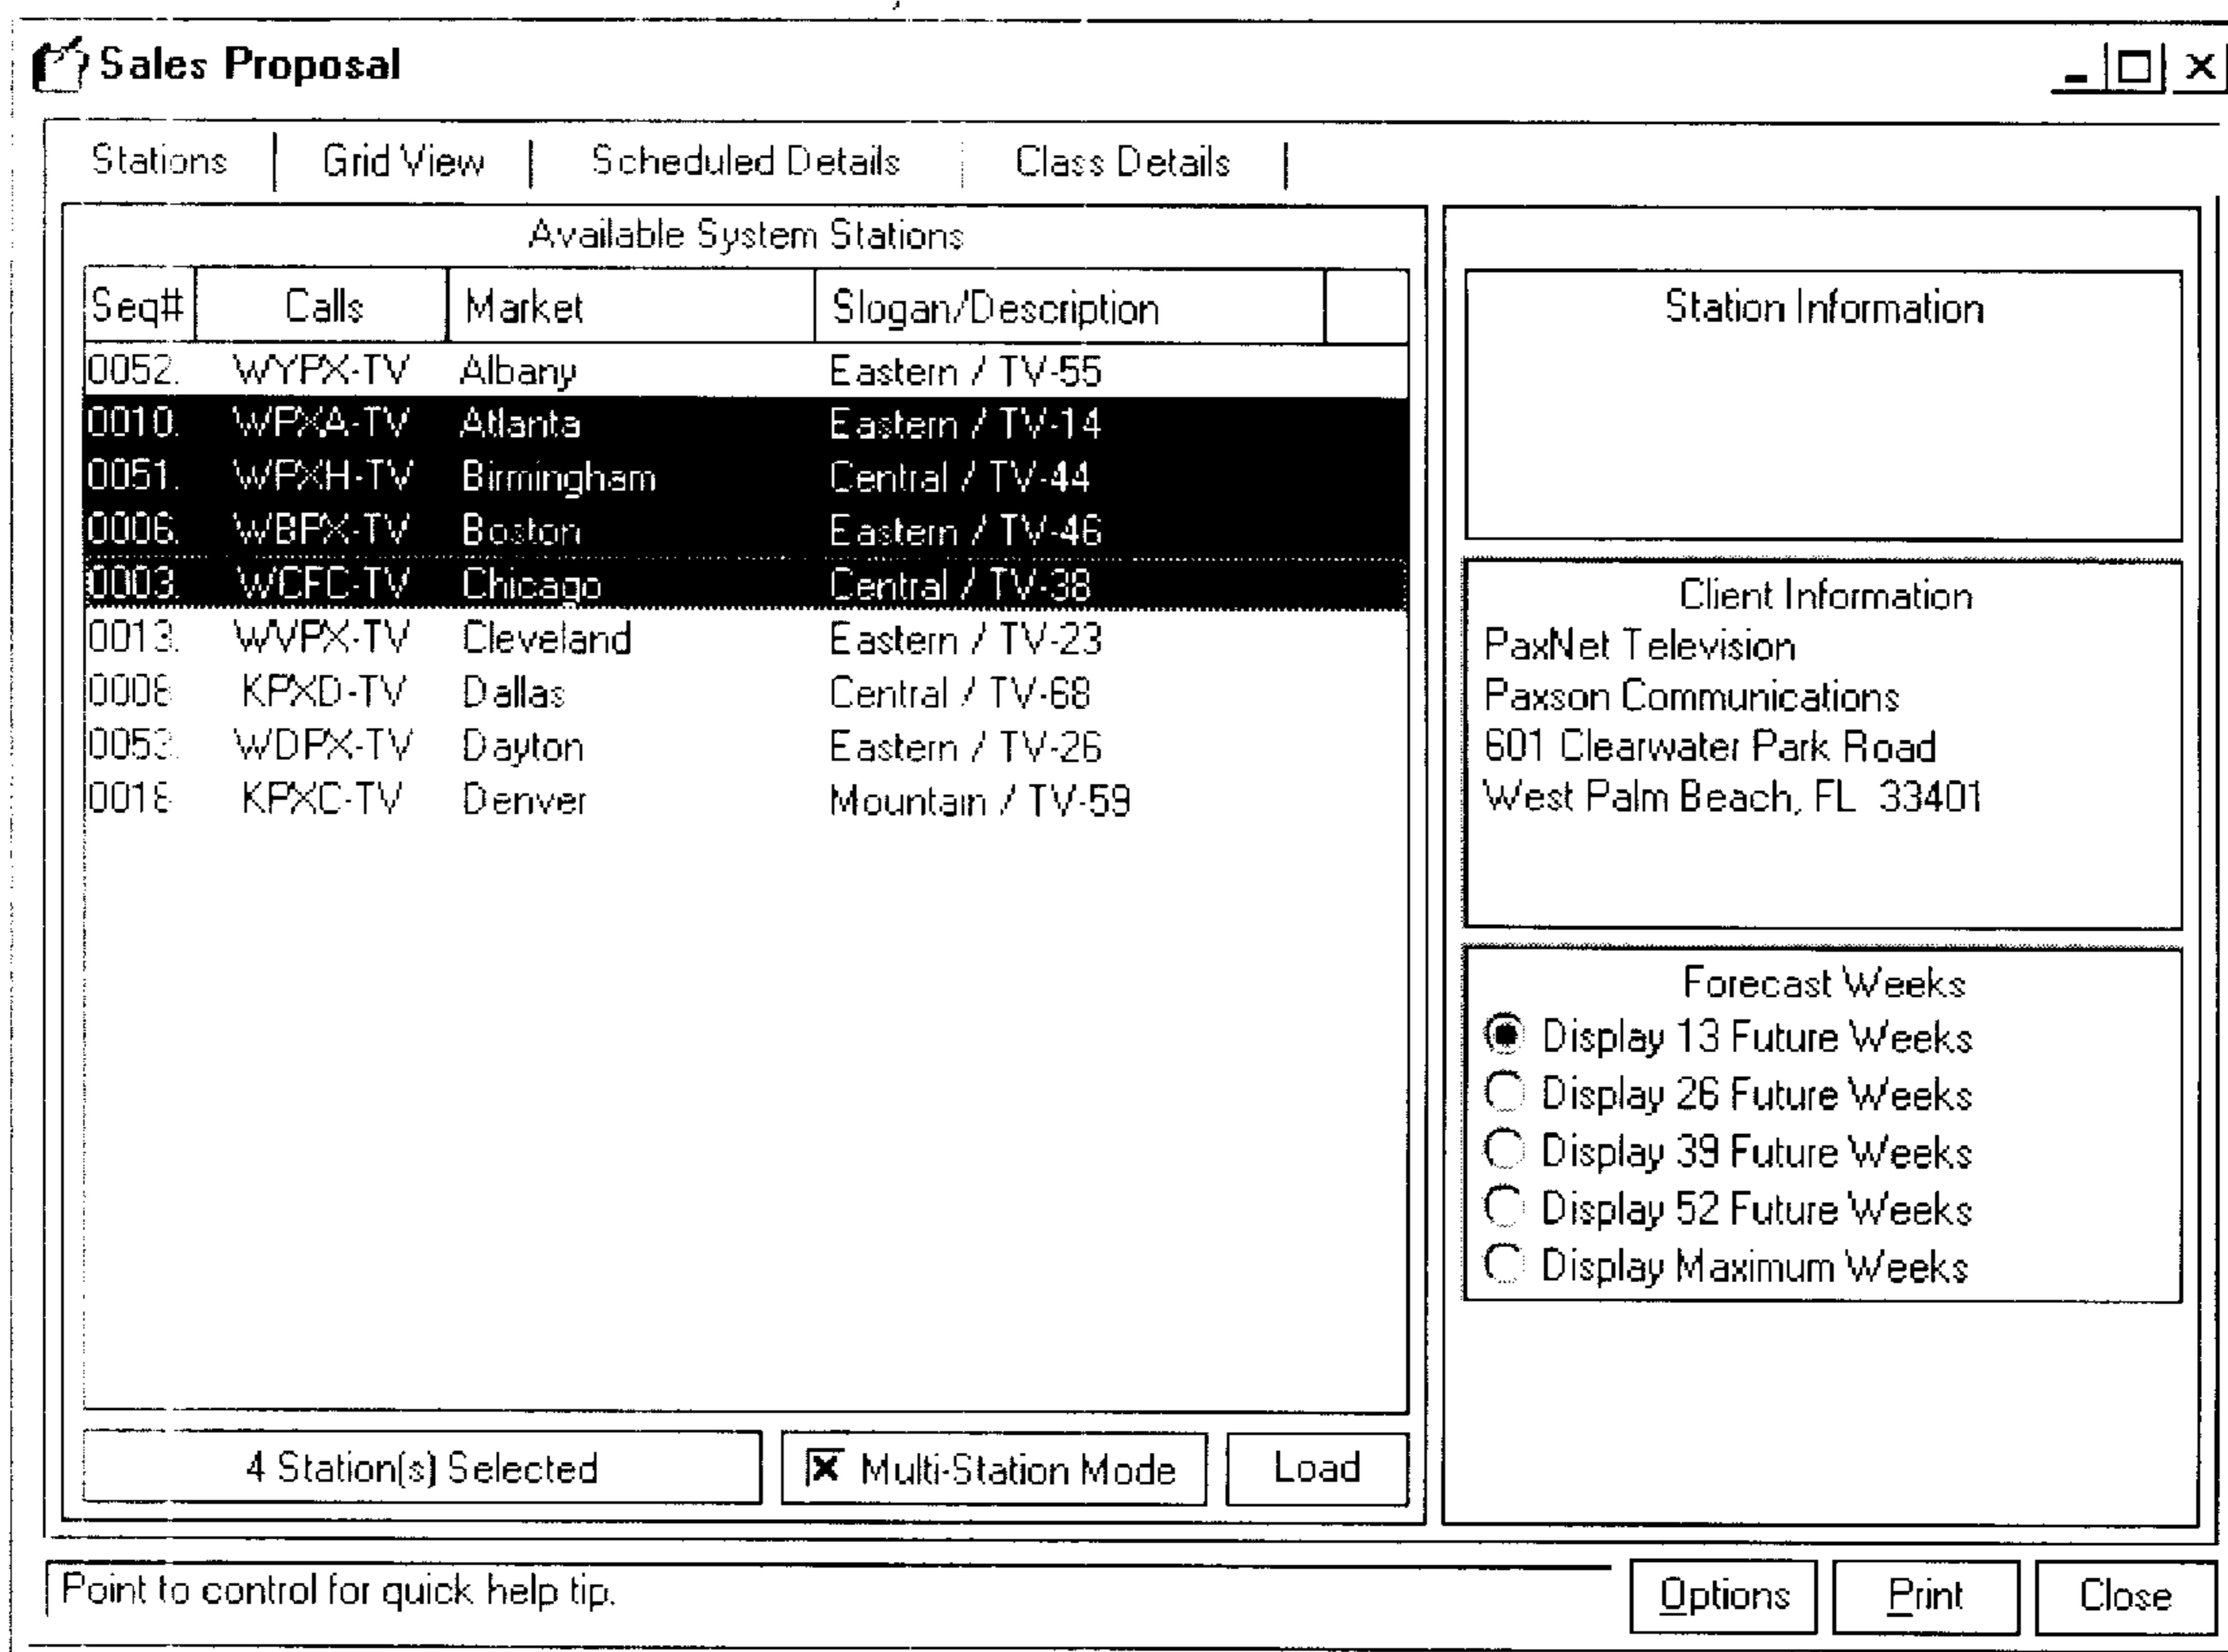 Sales Proposal
Stations Grid View Scheduled Details Class Details
Available System Stations
Seq# Calls Market Slogan/Description
0052. WYPX-TV Albany Eastern / TV-55
0010. WPXA-TV Atlanta Eastern / TV-14
0051. WPXH-TV Birmingham Central / TV-44
0006. WBPX-TV Boston Eastern / TV-46
0003. WCFC-TV Chicago Central / TV-38
0013. WVPX-TV Cleveland Eastern / TV-23
KPXD-TV Dallas Central / TV-68
0053. WDPX-TV Dayton Eastern / TV-26
KPXC-TV Denver Mountain / TV-59
4 Station(s) Selected
Multi-Station Mode
Load
Station Information
Client Information
PaxNet Television
Paxson Communications
601 Clearwater Park Road
West Palm Beach, FL 33401
Forecast Weeks
Display 13 Future Weeks
Display 26 Future Weeks
Display 39 Future Weeks
Display 52 Future Weeks
Display Maximum Weeks
Point to control for quick help tip.
Options Print Close